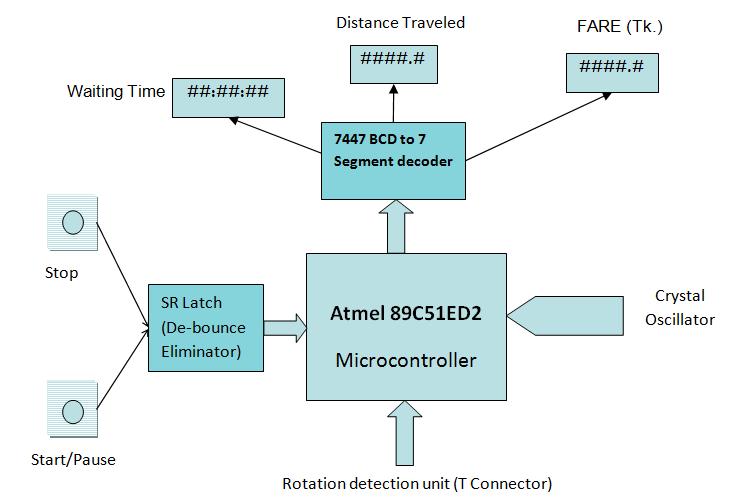 Distance Traveled
FARE (Tk.)
####.#
####.#
Waiting Time
##:##:##
7447 BCD to 7
Segment decoder
Stop
SR Latch
(De-bounce
Eliminator)
Atmel 89C51ED2
Microcontroller
Crystal
Oscillator
Start/Pause
Rotation detection unit (T Connector)